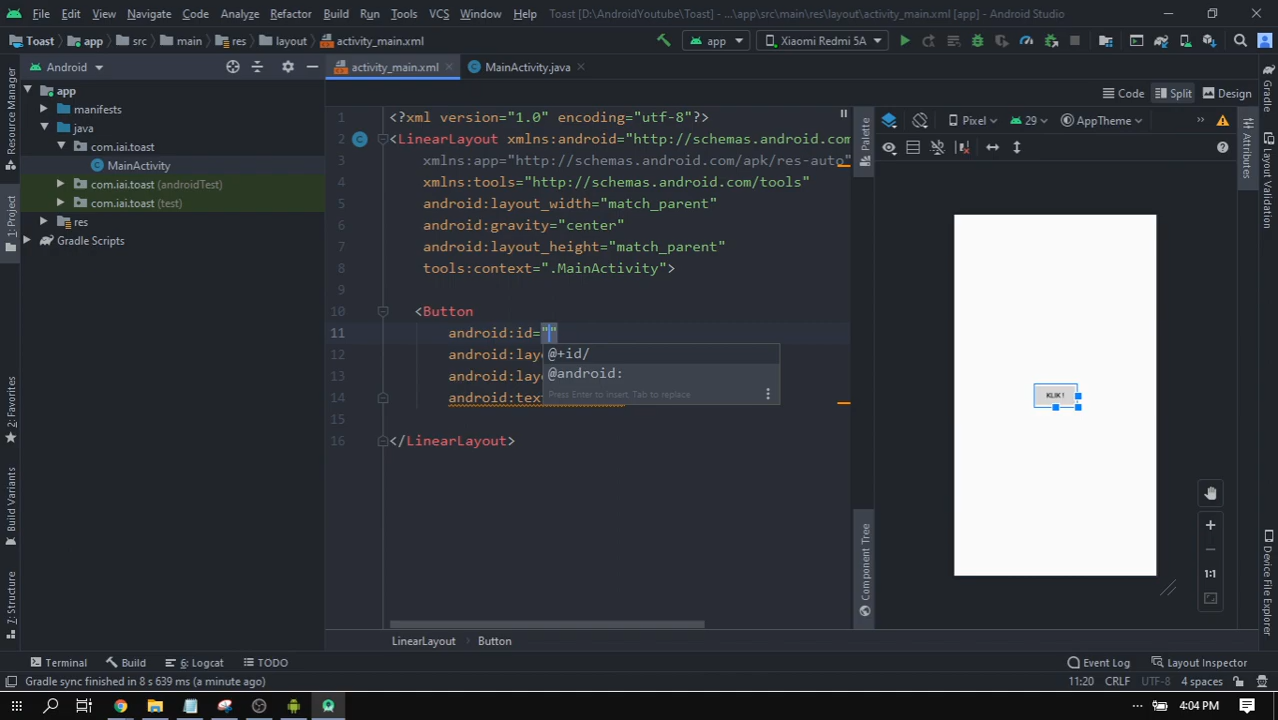 File Edit View Navigate Code Analyze Refactor Build Run Tools VCS Window Help Toast [D:\AndroidYoutube\Toast] - ...\app\src\main\res\layout\activity_main.xml [app] - Android Studio
Toast app src main res layout activity_main.xml app Xiaomi Redmi 5A
Android activity_main.xml MainActivity.java
Code Split Design
Pixel 29 AppTheme
Resource Manager
1: Project
2: Favorites
Build Variants
7: Structure
app
manifests
java
com.iai.toast
MainActivity
com.iai.toast (androidTest)
com.iai.toast (test)
res
Gradle Scripts
1 <?xml version="1.0" encoding="utf-8"?>
2 <LinearLayout xmlns:android="http://schemas.android.com
3 xmlns:app="http://schemas.android.com/apk/res-auto"
4 xmlns:tools="http://schemas.android.com/tools"
5 android:layout_width="match_parent"
6 android:gravity="center"
7 android:layout_height="match_parent"
8 tools:context=".MainActivity">
9
10 <Button
11 android:id=""
12 android:lay
13 android:lay
14 android:tex
15
16 </LinearLayout>
@+id/
@android:
Press Enter to insert, Tab to replace
Palette
Component Tree
KLIK !
1:1
Attributes
Gradle
Layout Validation
Device File Explorer
LinearLayout Button
Terminal Build 6: Logcat TODO Event Log Layout Inspector
Gradle sync finished in 8 s 639 ms (a minute ago) 11:20 CRLF UTF-8 4 spaces
4:04 PM